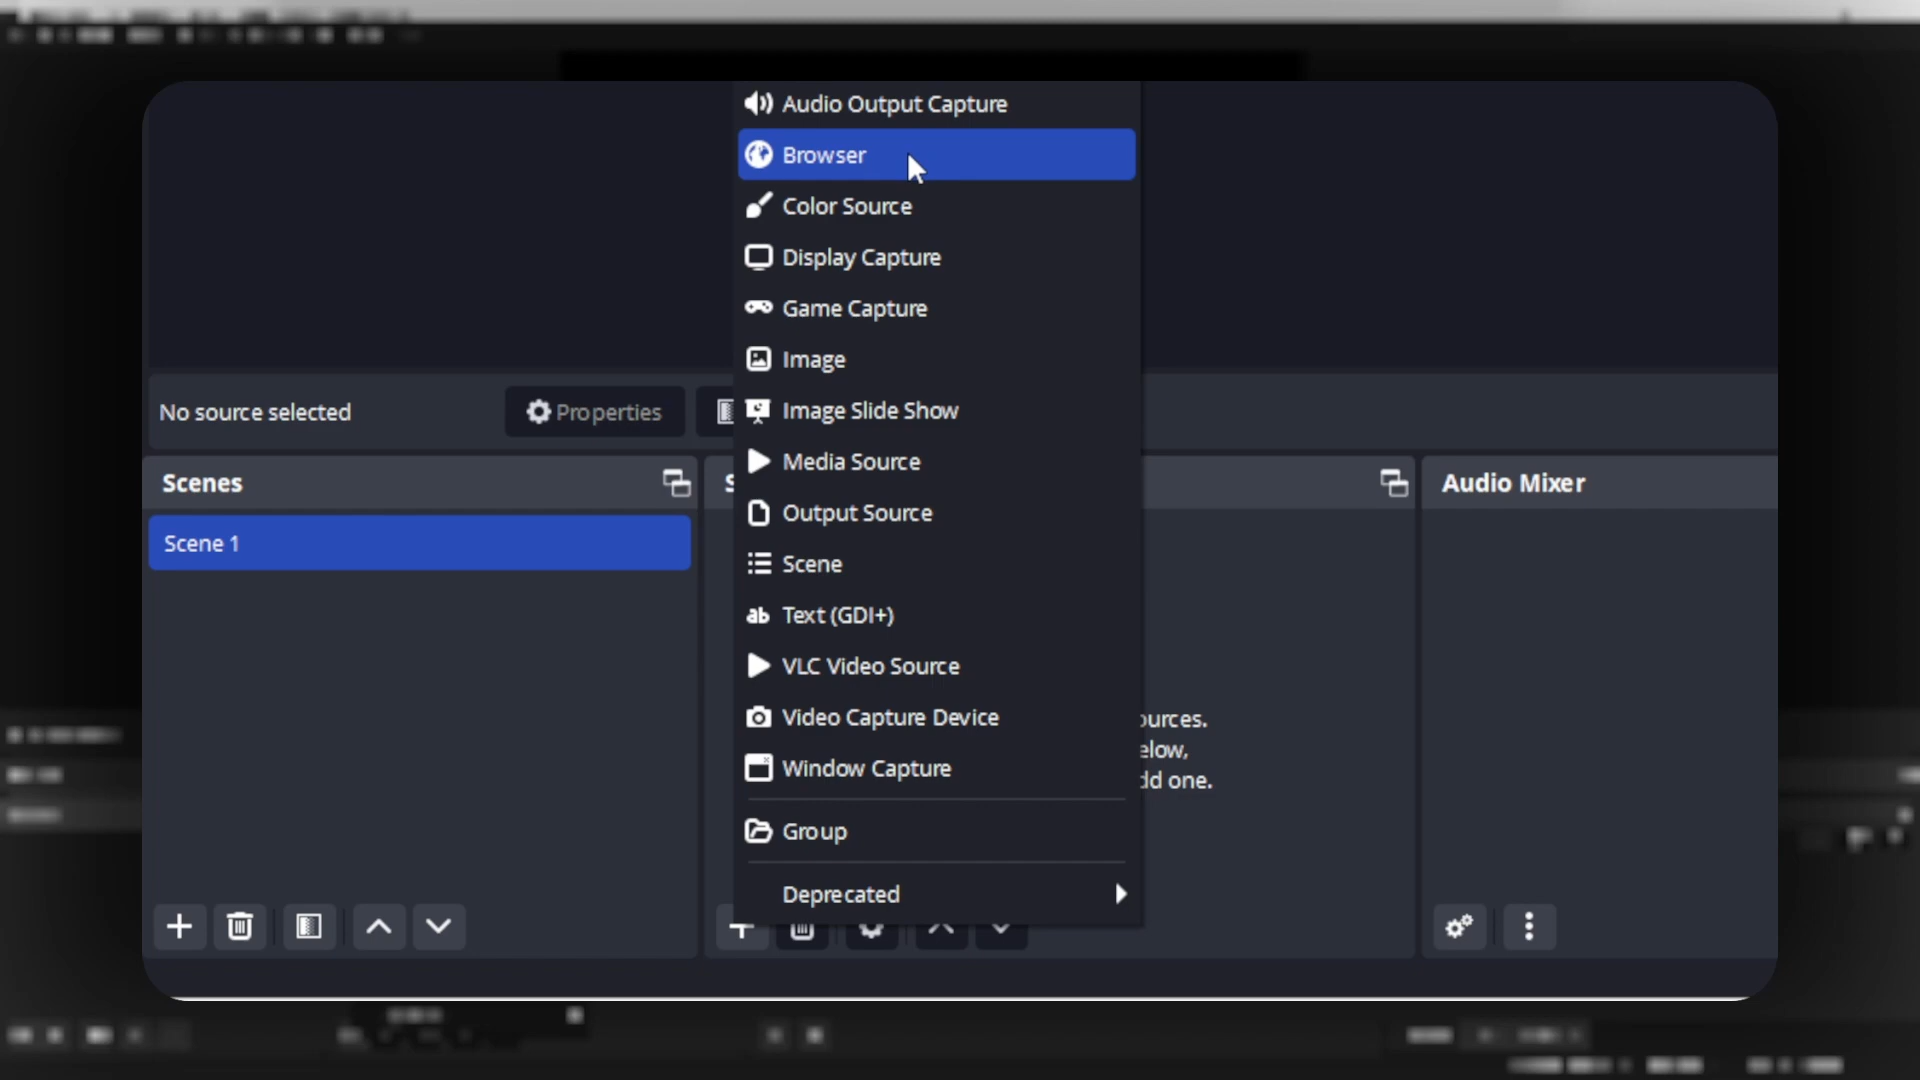 Audio Output Capture
Browser
Color Source
Display Capture
Game Capture
Image
No source selected
Properties
Image Slide Show
Media Source
Scenes
Audio Mixer
Output Source
Scene 1
Scene
Text (GDI+)
VLC Video Source
Video Capture Device
Window Capture
Group
Deprecated